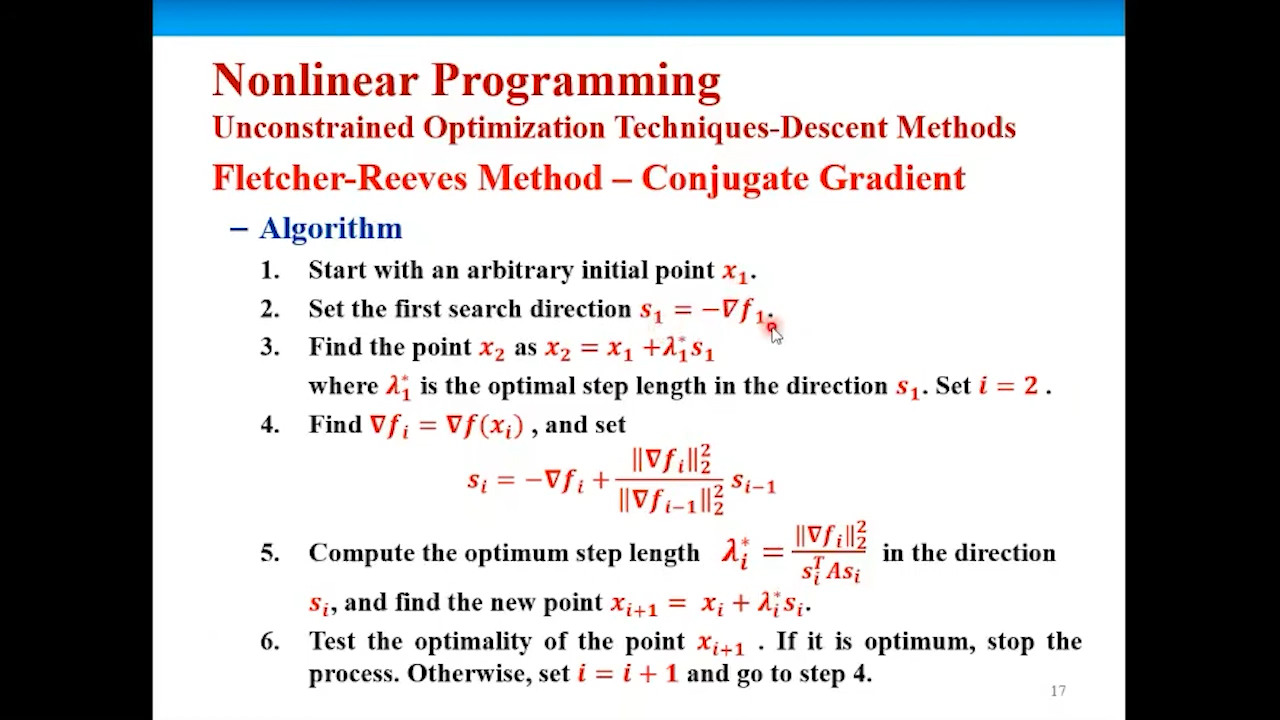 Nonlinear Programming
Unconstrained Optimization Techniques-Descent Methods
Fletcher-Reeves Method – Conjugate Gradient
– Algorithm
1. Start with an arbitrary initial point x₁.
2. Set the first search direction s₁ = −∇f₁.
3. Find the point x₂ as x₂ = x₁ + λ₁* s₁
where λ₁* is the optimal step length in the direction s₁. Set i = 2 .
4. Find ∇fᵢ = ∇f(xᵢ) , and set
sᵢ = −∇fᵢ + (‖∇fᵢ‖₂² / ‖∇fᵢ₋₁‖₂²) sᵢ₋₁
5. Compute the optimum step length λᵢ* = ‖∇fᵢ‖₂² / (sᵢᵀ A sᵢ) in the direction
sᵢ, and find the new point xᵢ₊₁ = xᵢ + λᵢ* sᵢ.
6. Test the optimality of the point xᵢ₊₁ . If it is optimum, stop the
process. Otherwise, set i = i + 1 and go to step 4.
17